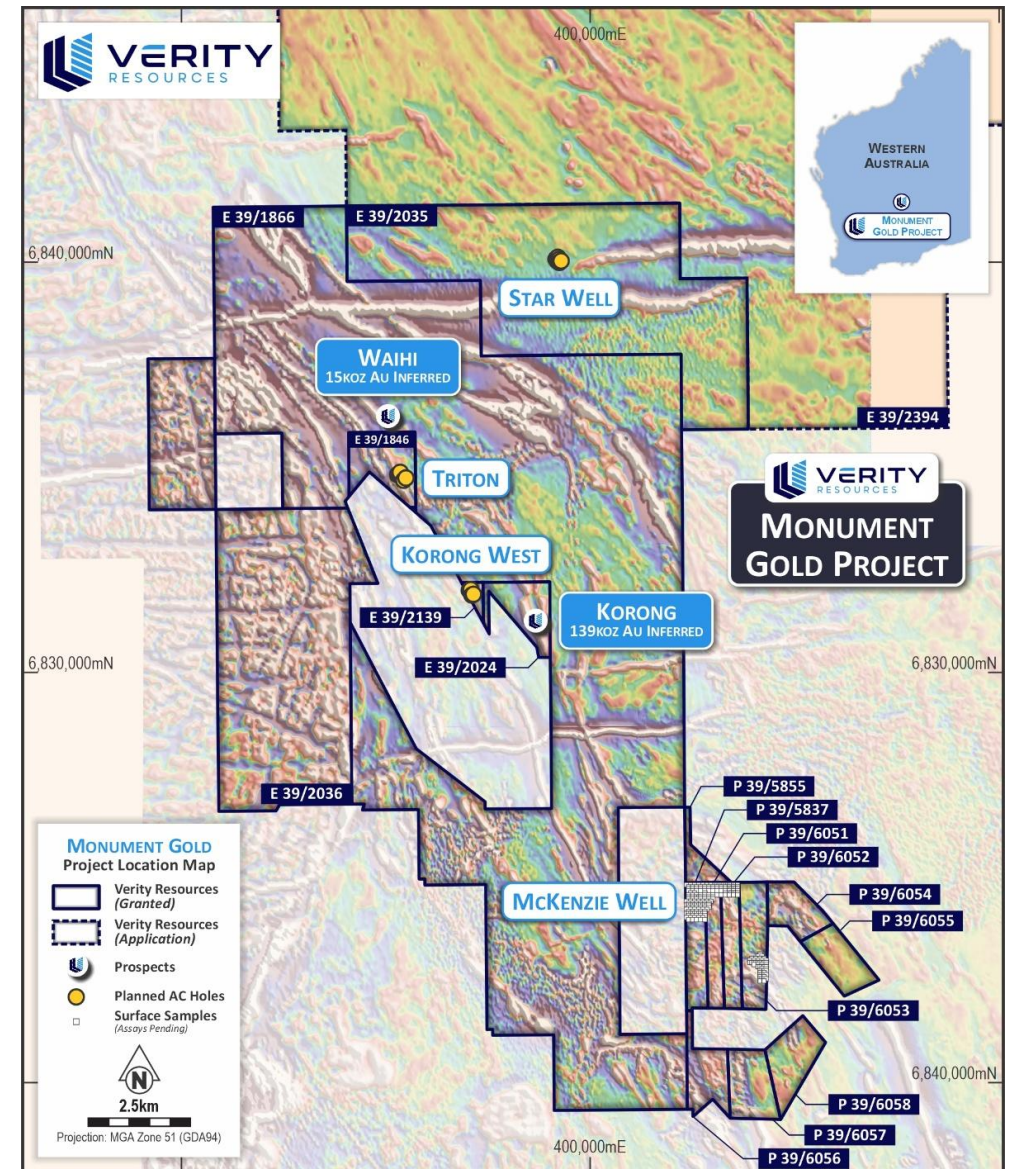 VERITY
RESOURCES
400,000mE
WESTERN
AUSTRALIA
MONUMENT
GOLD PROJECT
E 39/1866
E 39/2035
6,840,000mN
STAR WELL
WAIHI
15KOZ AU INFERRED
E 39/2394
E 39/1846
TRITON
VERITY
RESOURCES
MONUMENT
GOLD PROJECT
KORONG WEST
KORONG
139KOZ AU INFERRED
E 39/2139
E 39/2024
6,830,000mN
6,830,000mN
E 39/2036
P 39/5855
P 39/5837
P 39/6051
P 39/6052
MCKENZIE WELL
P 39/6054
P 39/6055
P 39/6053
6,840,000mN
P 39/6058
P 39/6057
P 39/6056
400,000mE
MONUMENT GOLD
Project Location Map
Verity Resources
(Granted)
Verity Resources
(Application)
Prospects
Planned AC Holes
Surface Samples
(Assays Pending)
N
2.5km
Projection: MGA Zone 51 (GDA94)